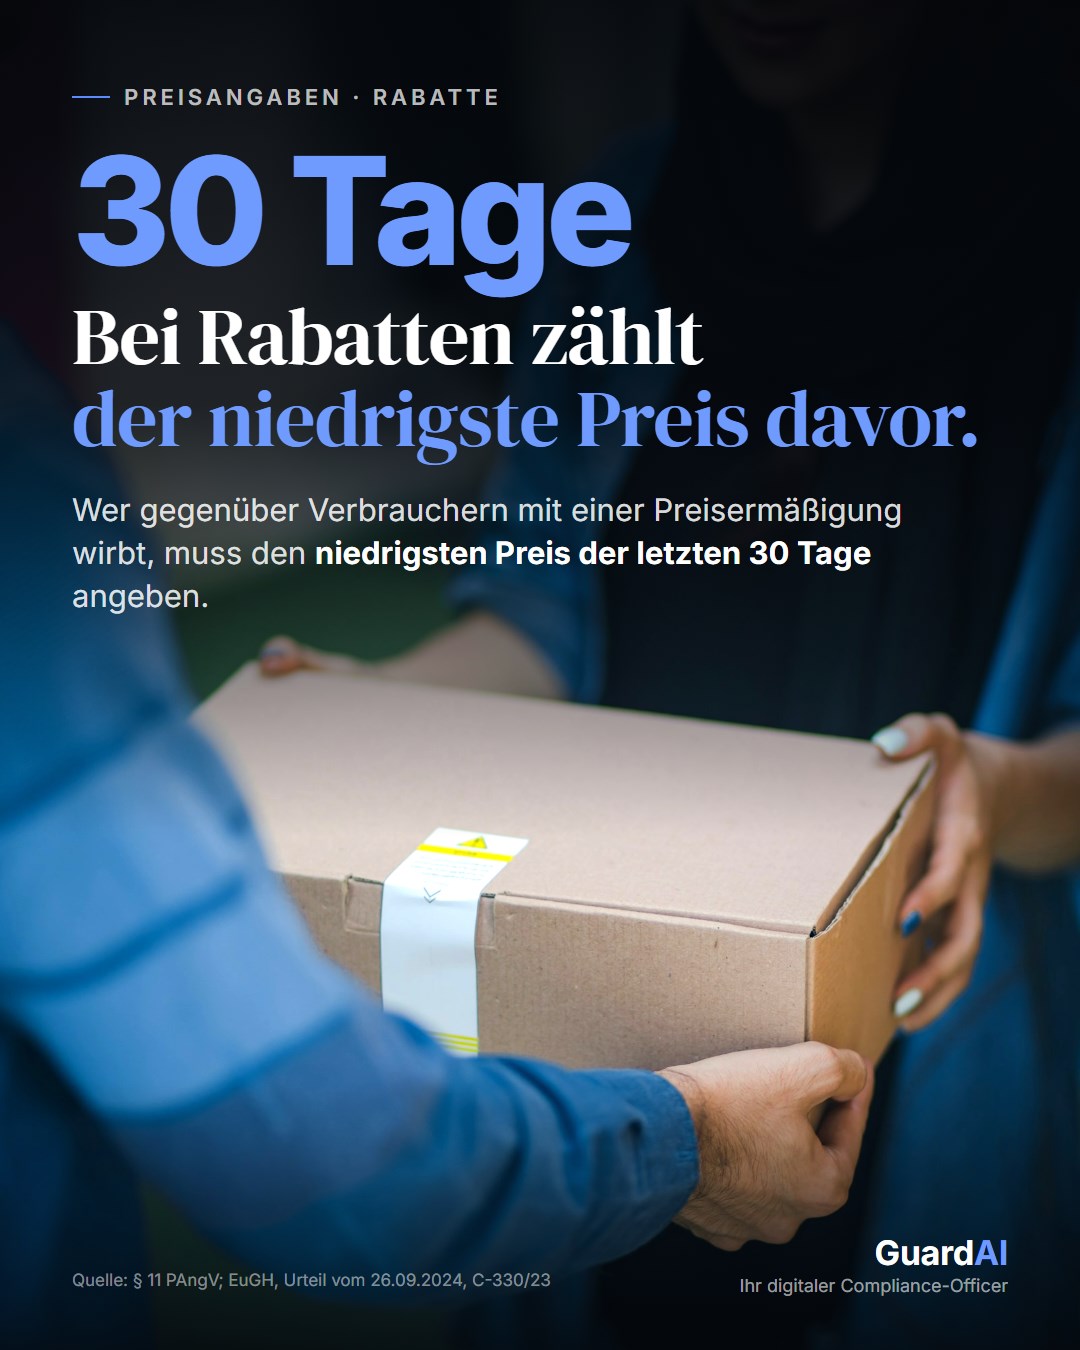 PREISANGABEN · RABATTE
30 Tage
Bei Rabatten zählt
der niedrigste Preis davor.
Wer gegenüber Verbrauchern mit einer Preisermäßigung
wirbt, muss den niedrigsten Preis der letzten 30 Tage
angeben.
GuardAI
Quelle: § 11 PAngV; EuGH, Urteil vom 26.09.2024, C-330/23
Ihr digitaler Compliance-Officer